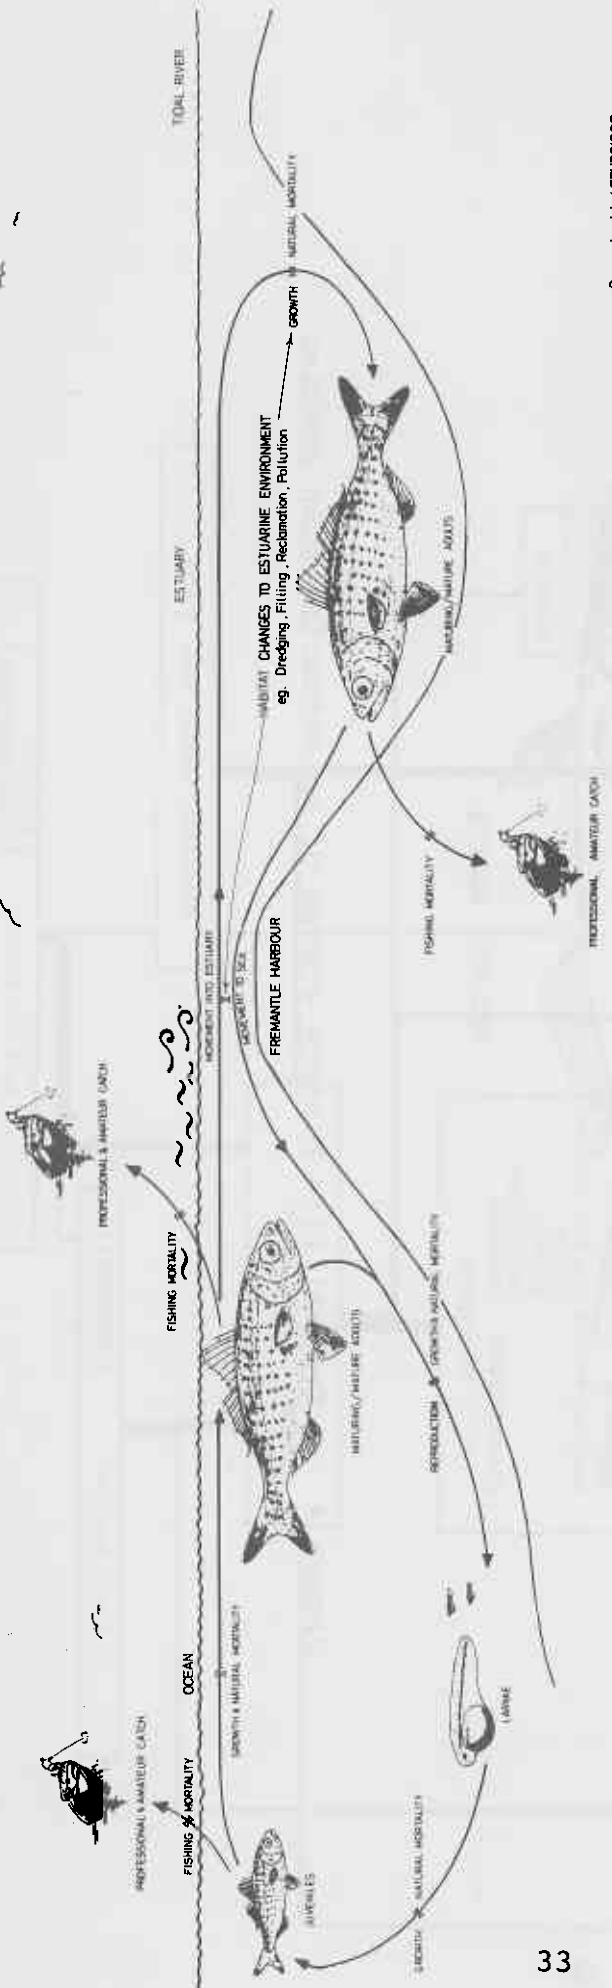 TIDAL RIVER
ESTUARY
OCEAN
NATURAL MORTALITY
GROWTH
HABITAT CHANGES TO ESTUARINE ENVIRONMENT
eg. Dredging, Filling, Reclamation, Pollution
MATURING/MATURE ADULTS
MOVEMENT INTO ESTUARY
MOVEMENT TO SEA
FREMANTLE HARBOUR
FISHING MORTALITY
PROFESSIONAL AMATEUR CATCH
PROFESSIONAL & AMATEUR CATCH
FISHING MORTALITY
MATURING/MATURE ADULTS
GROWTH & NATURAL MORTALITY
REPRODUCTION
GROWTH & NATURAL MORTALITY
PROFESSIONAL & AMATEUR CATCH
FISHING MORTALITY
JUVENILES
LARVAE
GROWTH NATURAL MORTALITY
33